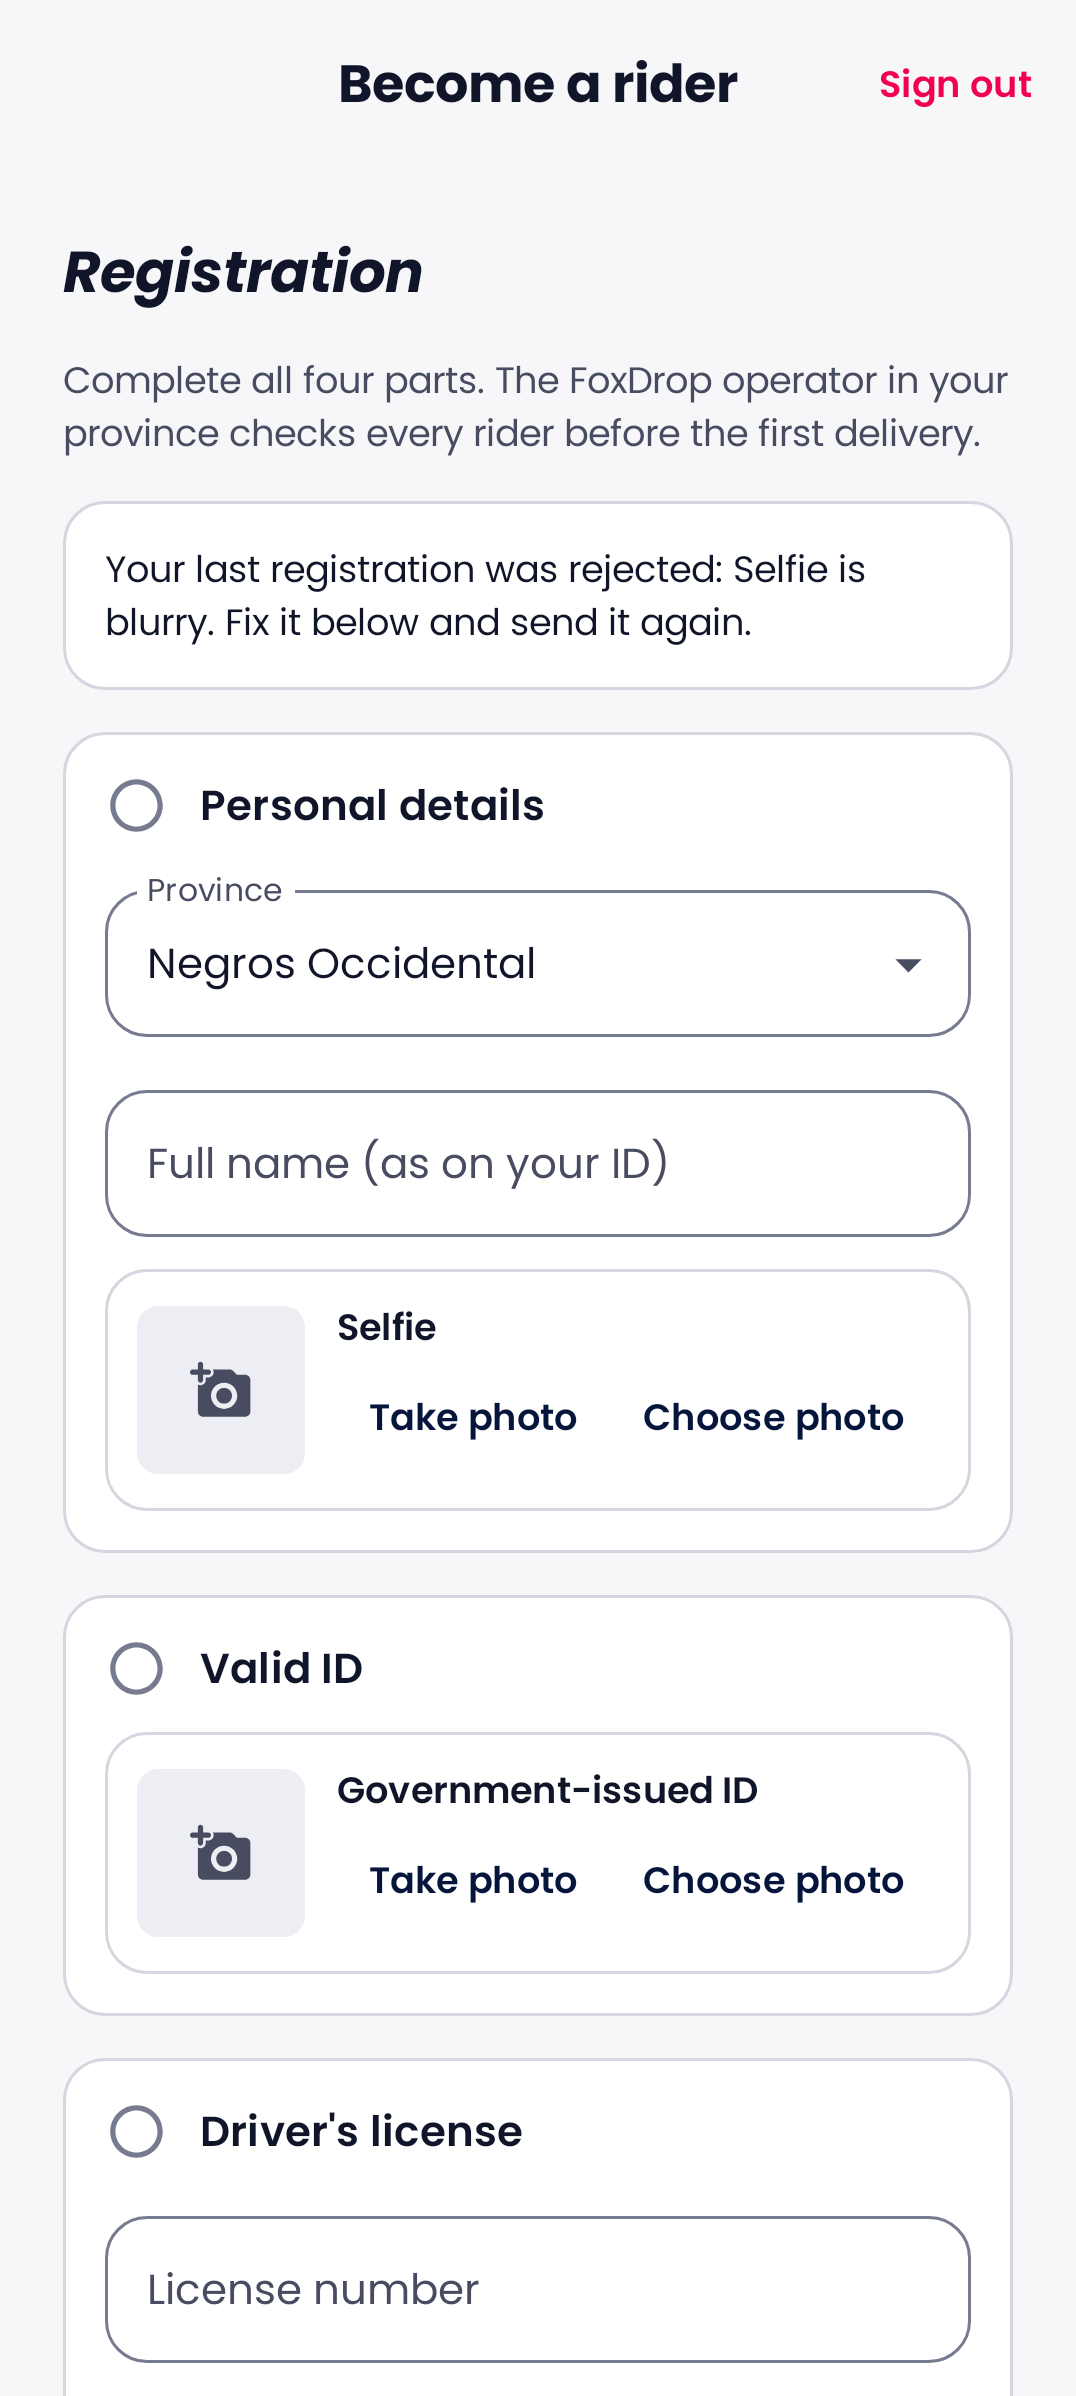 Become a rider
Sign out
Registration
Complete all four parts. The FoxDrop operator in your
province checks every rider before the first delivery.
Your last registration was rejected: Selfie is
blurry. Fix it below and send it again.
Personal details
Province
Negros Occidental
Full name (as on your ID)
Selfie
Take photo
Choose photo
Valid ID
Government-issued ID
Take photo
Choose photo
Driver's license
License number